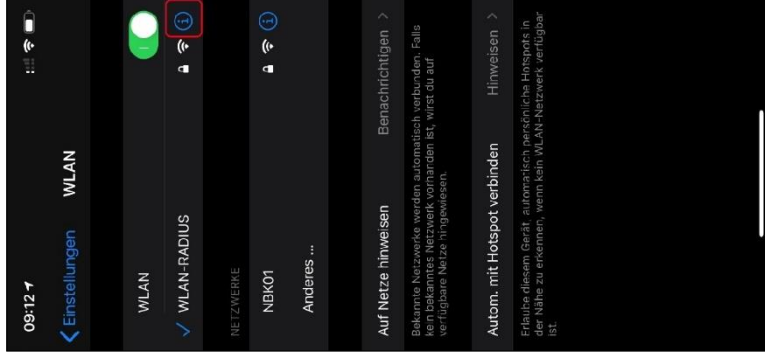 09:12
Einstellungen WLAN
WLAN
WLAN-RADIUS
NETZWERKE
NBK01
Anderes ...
Auf Netze hinweisen Benachrichtigen
Bekannte Netzwerke werden automatisch verbunden. Falls
kein bekanntes Netzwerk vorhanden ist, wirst du auf
verfügbare Netze hingewiesen.
Autom. mit Hotspot verbinden Hinweisen
Erlaube diesem Gerät, automatisch persönliche Hotspots in
der Nähe zu erkennen, wenn kein WLAN-Netzwerk verfügbar
ist.